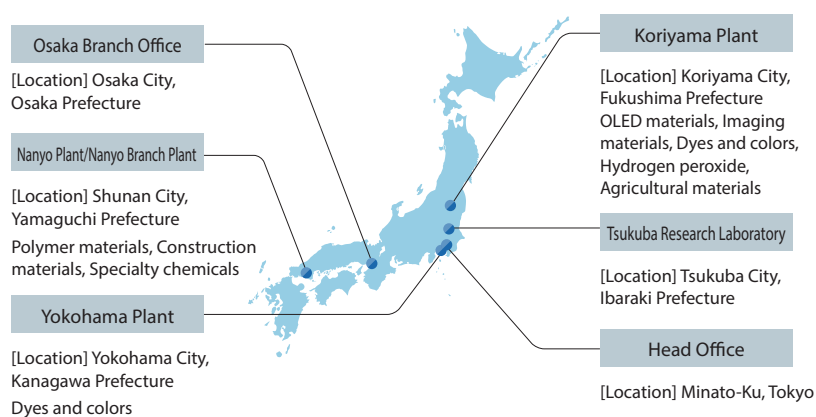 Osaka Branch Office
[Location] Osaka City,
Osaka Prefecture
Nanyo Plant/Nanyo Branch Plant
[Location] Shunan City,
Yamaguchi Prefecture
Polymer materials, Construction
materials, Specialty chemicals
Yokohama Plant
[Location] Yokohama City,
Kanagawa Prefecture
Dyes and colors
Koriyama Plant
[Location] Koriyama City,
Fukushima Prefecture
OLED materials, Imaging
materials, Dyes and colors,
Hydrogen peroxide,
Agricultural materials
Tsukuba Research Laboratory
[Location] Tsukuba City,
Ibaraki Prefecture
Head Office
[Location] Minato-Ku, Tokyo